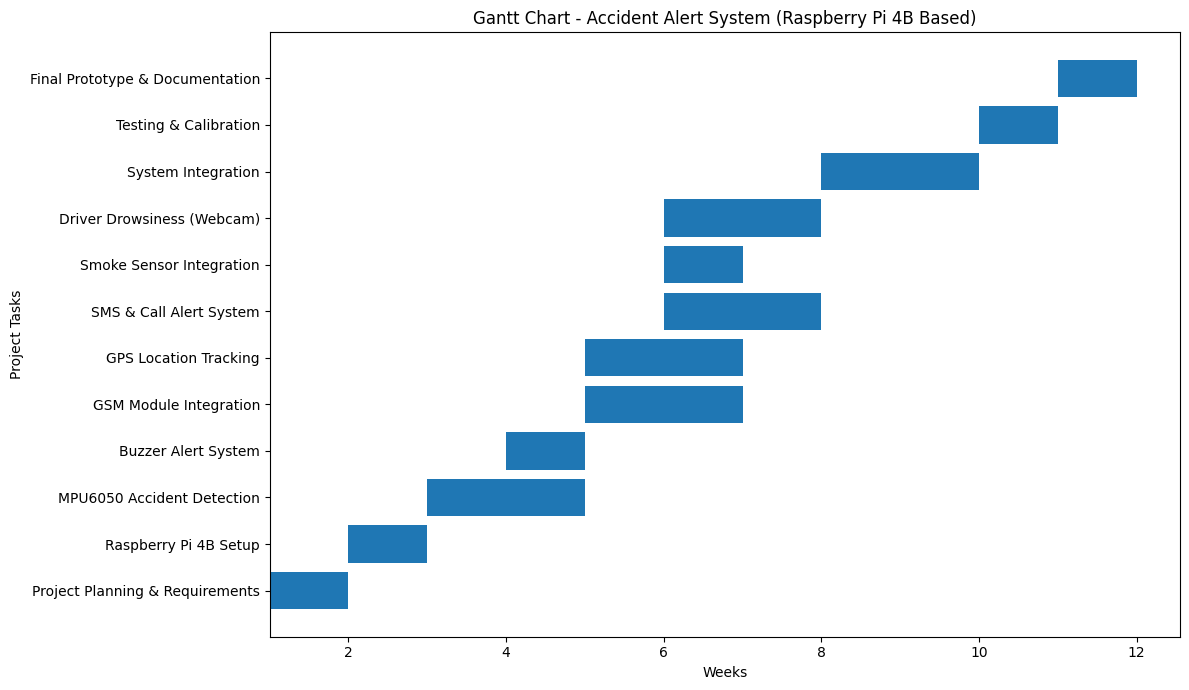 Gantt Chart - Accident Alert System (Raspberry Pi 4B Based)
Final Prototype & Documentation
Testing & Calibration
System Integration
Driver Drowsiness (Webcam)
Smoke Sensor Integration
SMS & Call Alert System
GPS Location Tracking
GSM Module Integration
Buzzer Alert System
MPU6050 Accident Detection
Raspberry Pi 4B Setup
Project Planning & Requirements
Project Tasks
2 4 6 8 10 12
Weeks